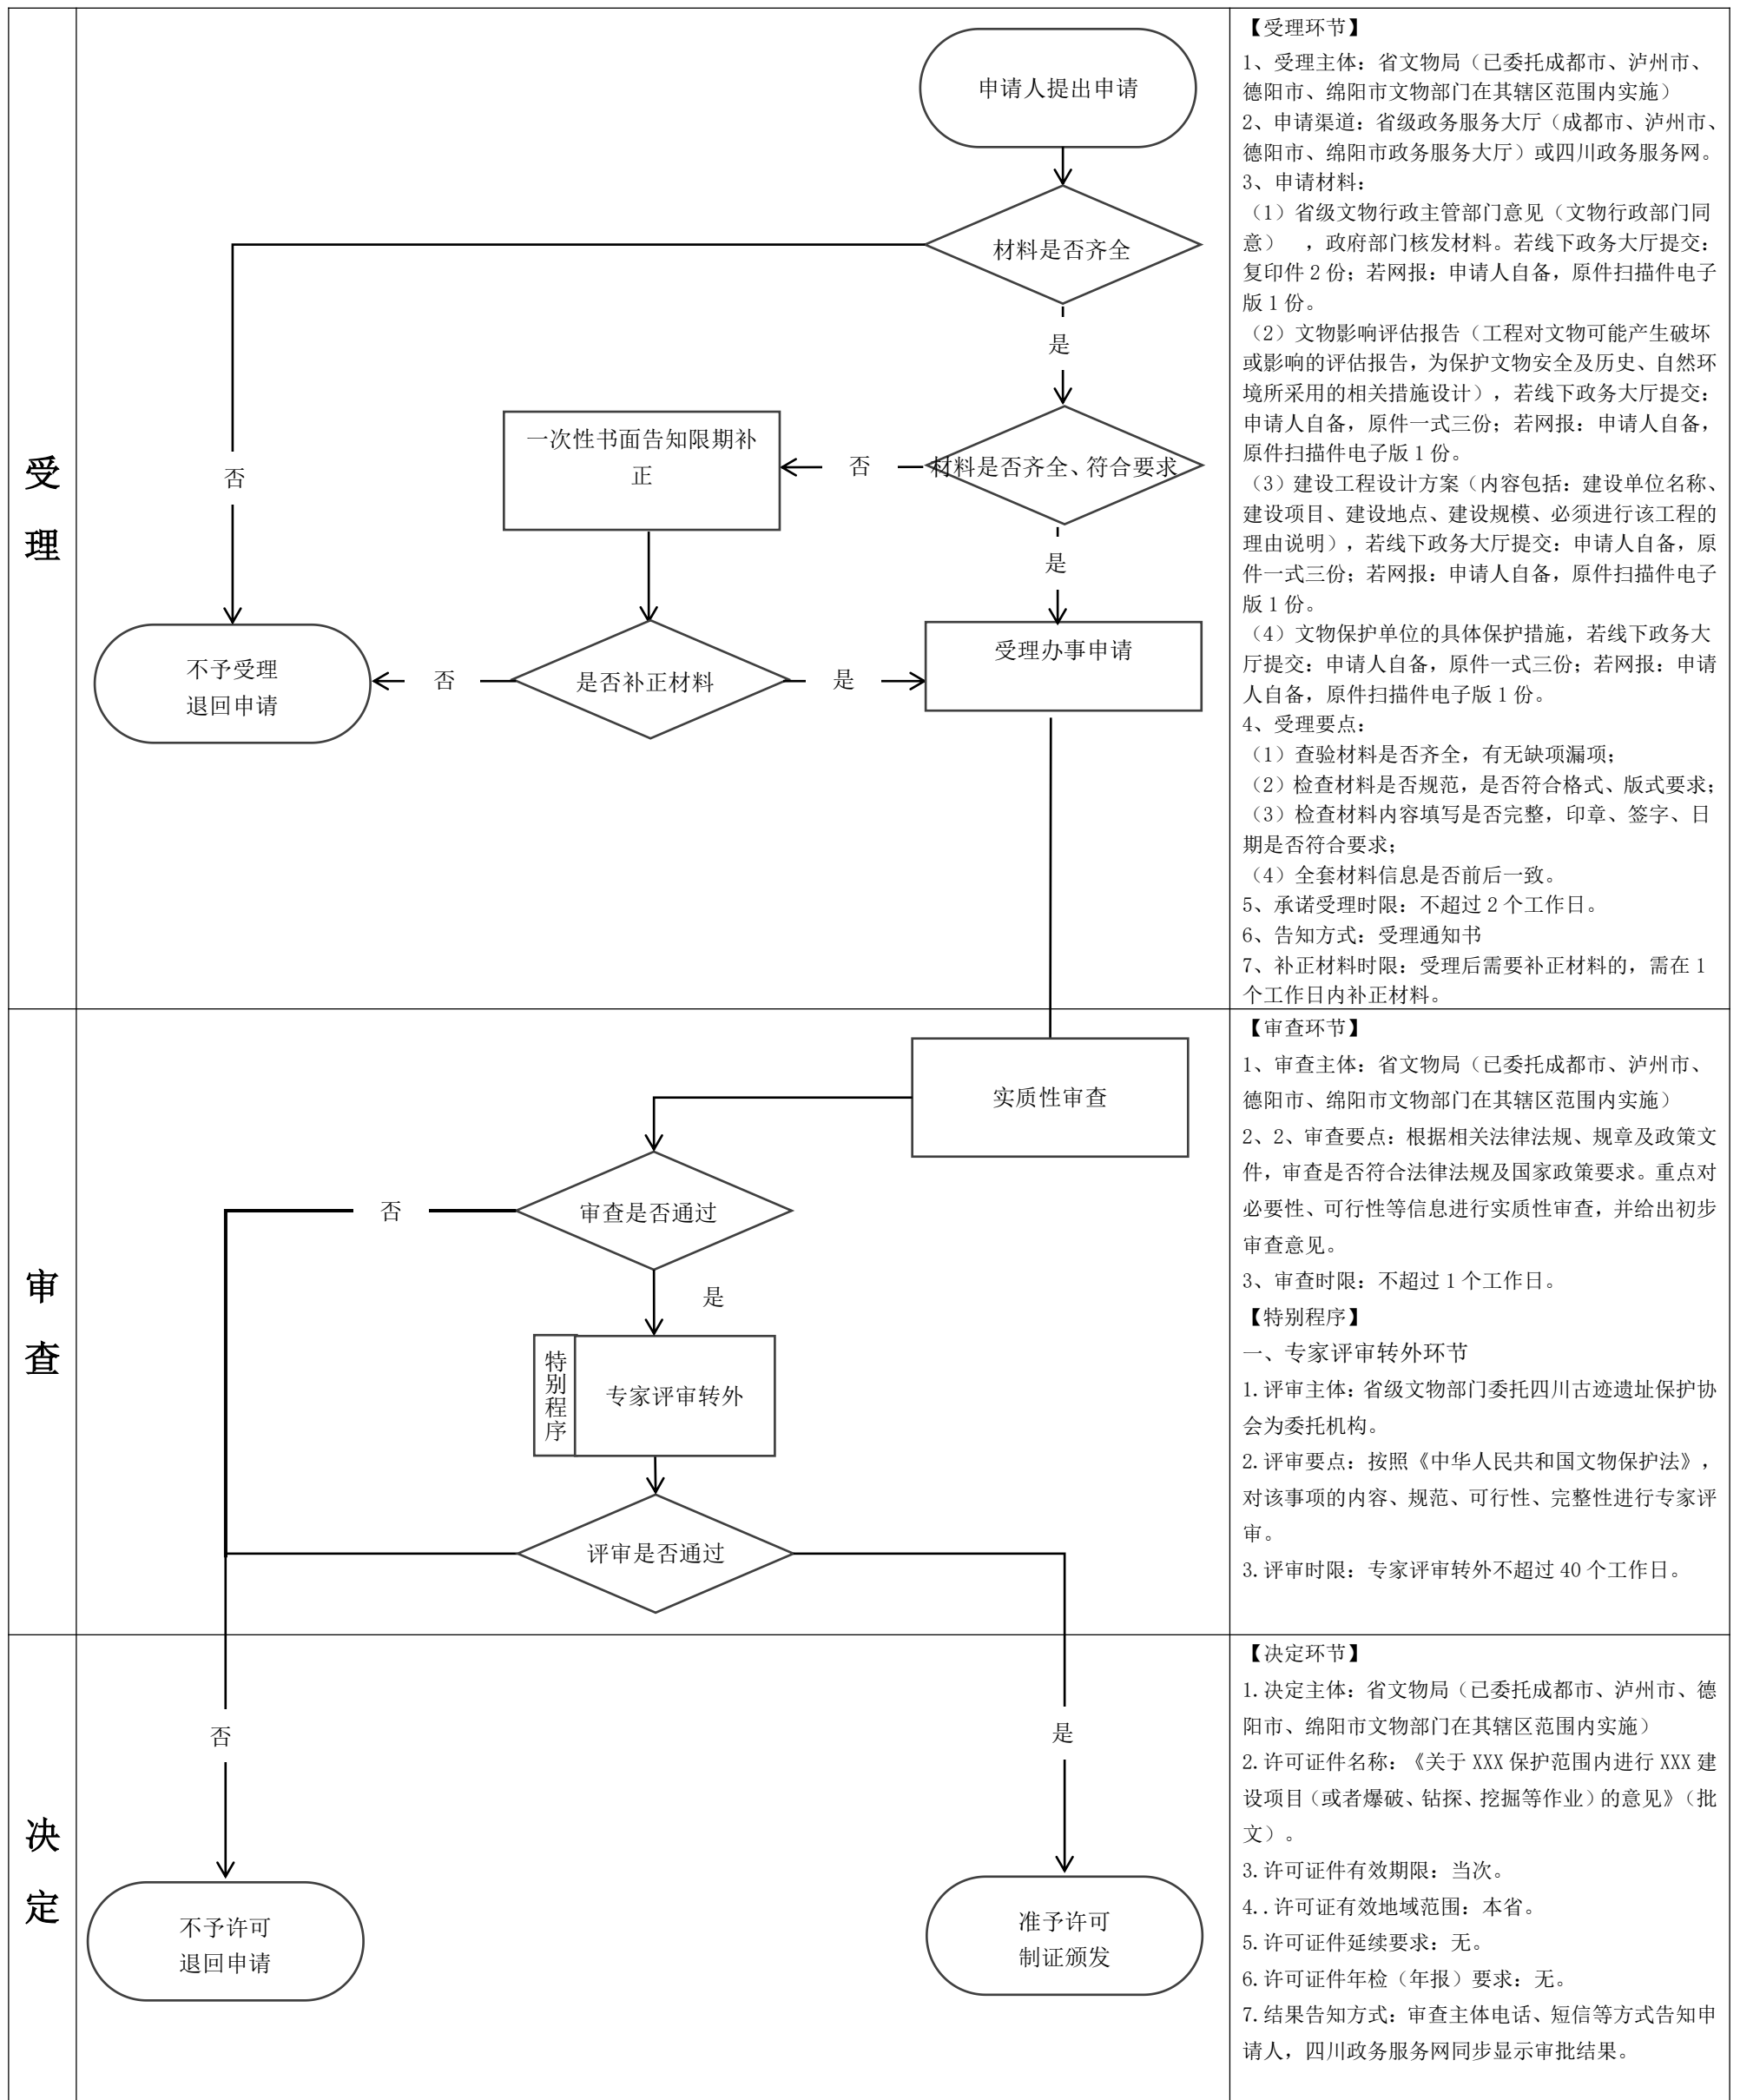 受
理
申请人提出申请
材料是否齐全
是
一次性书面告知限期补
正
否
材料是否齐全、符合要求
否
是
不予受理
退回申请
否
是否补正材料
是
受理办事申请
【受理环节】
1、受理主体：省文物局（已委托成都市、泸州市、
德阳市、绵阳市文物部门在其辖区范围内实施）
2、申请渠道：省级政务服务大厅（成都市、泸州市、
德阳市、绵阳市政务服务大厅）或四川政务服务网。
3、申请材料：
（1）省级文物行政主管部门意见（文物行政部门同
意） ，政府部门核发材料。若线下政务大厅提交：
复印件 2 份；若网报：申请人自备，原件扫描件电子
版 1 份。
（2）文物影响评估报告（工程对文物可能产生破坏
或影响的评估报告，为保护文物安全及历史、自然环
境所采用的相关措施设计），若线下政务大厅提交：
申请人自备，原件一式三份；若网报：申请人自备，
原件扫描件电子版 1 份。
（3）建设工程设计方案（内容包括：建设单位名称、
建设项目、建设地点、建设规模、必须进行该工程的
理由说明），若线下政务大厅提交：申请人自备，原
件一式三份；若网报：申请人自备，原件扫描件电子
版 1 份。
（4）文物保护单位的具体保护措施，若线下政务大
厅提交：申请人自备，原件一式三份；若网报：申请
人自备，原件扫描件电子版 1 份。
4、受理要点：
（1）查验材料是否齐全，有无缺项漏项；
（2）检查材料是否规范，是否符合格式、版式要求；
（3）检查材料内容填写是否完整，印章、签字、日
期是否符合要求；
（4）全套材料信息是否前后一致。
5、承诺受理时限：不超过 2 个工作日。
6、告知方式：受理通知书
7、补正材料时限：受理后需要补正材料的，需在 1
个工作日内补正材料。
审
查
实质性审查
否
审查是否通过
是
特别程序
专家评审转外
评审是否通过
【审查环节】
1、审查主体：省文物局（已委托成都市、泸州市、
德阳市、绵阳市文物部门在其辖区范围内实施）
2、2、审查要点：根据相关法律法规、规章及政策文
件，审查是否符合法律法规及国家政策要求。重点对
必要性、可行性等信息进行实质性审查，并给出初步
审查意见。
3、审查时限：不超过 1 个工作日。
【特别程序】
一、专家评审转外环节
1.评审主体：省级文物部门委托四川古迹遗址保护协
会为委托机构。
2.评审要点：按照《中华人民共和国文物保护法》，
对该事项的内容、规范、可行性、完整性进行专家评
审。
3.评审时限：专家评审转外不超过 40 个工作日。
决
定
否
是
不予许可
退回申请
准予许可
制证颁发
【决定环节】
1.决定主体：省文物局（已委托成都市、泸州市、德
阳市、绵阳市文物部门在其辖区范围内实施）
2.许可证件名称：《关于 XXX 保护范围内进行 XXX 建
设项目（或者爆破、钻探、挖掘等作业）的意见》（批
文）。
3.许可证件有效期限：当次。
4..许可证有效地域范围：本省。
5.许可证件延续要求：无。
6.许可证件年检（年报）要求：无。
7.结果告知方式：审查主体电话、短信等方式告知申
请人，四川政务服务网同步显示审批结果。